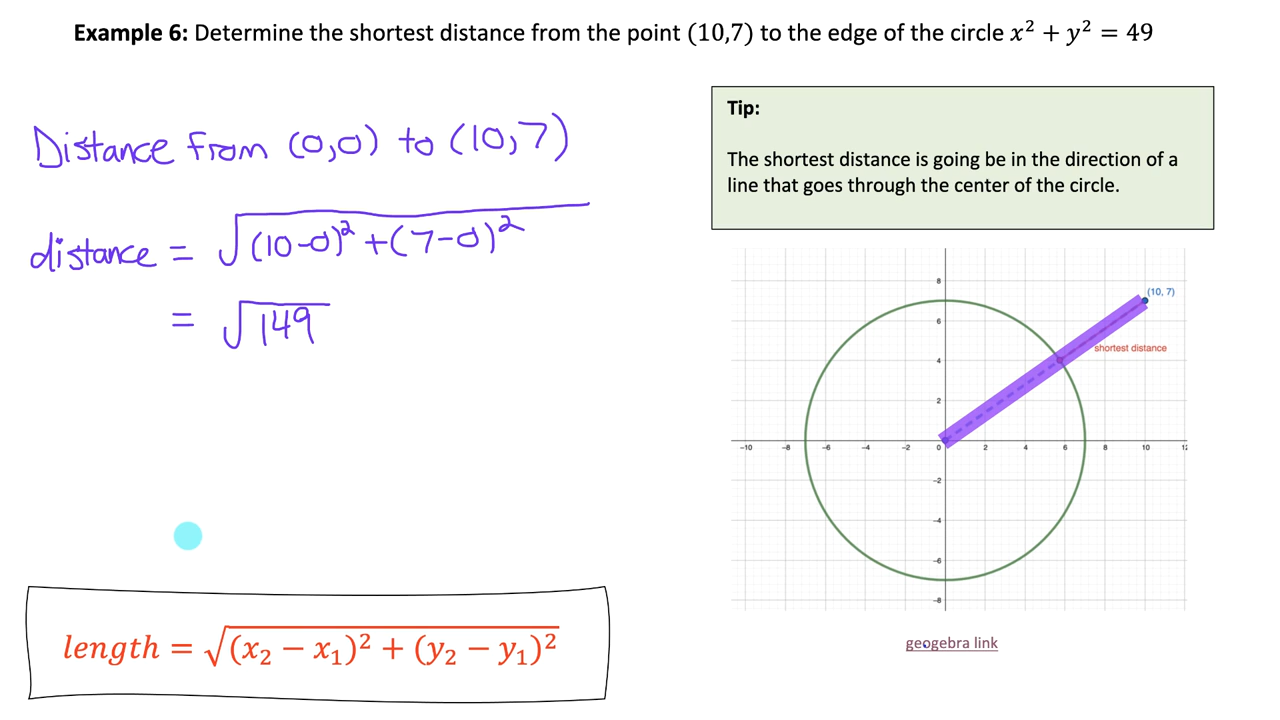 Example 6: Determine the shortest distance from the point (10,7) to the edge of the circle x² + y² = 49
Distance from (0,0) to (10,7)
distance = √(10-0)² + (7-0)²
= √149
length = √(x₂ − x₁)² + (y₂ − y₁)²
Tip:
The shortest distance is going be in the direction of a
line that goes through the center of the circle.
8
(10, 7)
6
shortest distance
4
2
−10 −8 −6 −4 −2 0 2 4 6 8 10 12
−2
−4
−6
−8
geogebra link